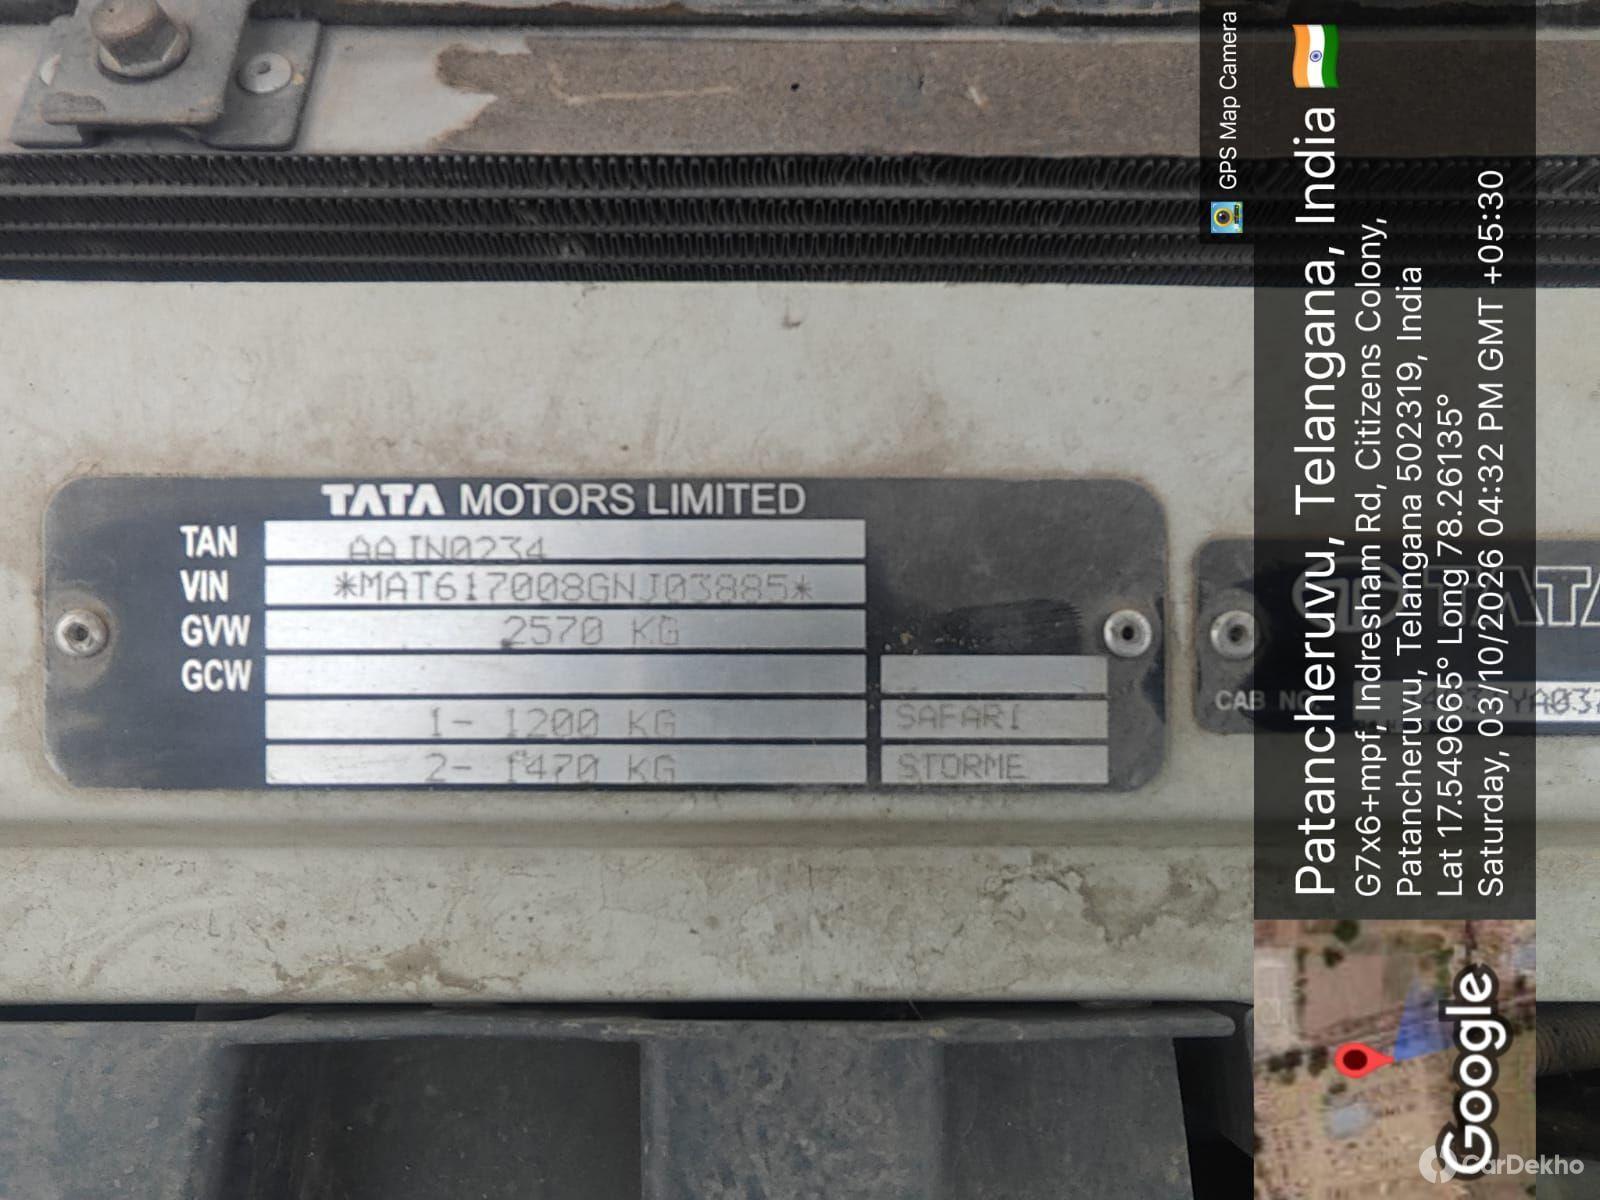 TATA MOTORS LIMITED
TAN AAJN0234
VIN *MAT617008GNJ03885*
GVW 2570 KG
GCW
1- 1200 KG SAFARI
2- 1470 KG STORME
TATA
CAB NO.
GPS Map Camera
Patancheruvu, Telangana, India
G7x6+mpf, Indresham Rd, Citizens Colony,
Patancheruvu, Telangana 502319, India
Lat 17.549665° Long 78.26135°
Saturday, 03/10/2026 04:32 PM GMT +05:30
Google
CarDekho